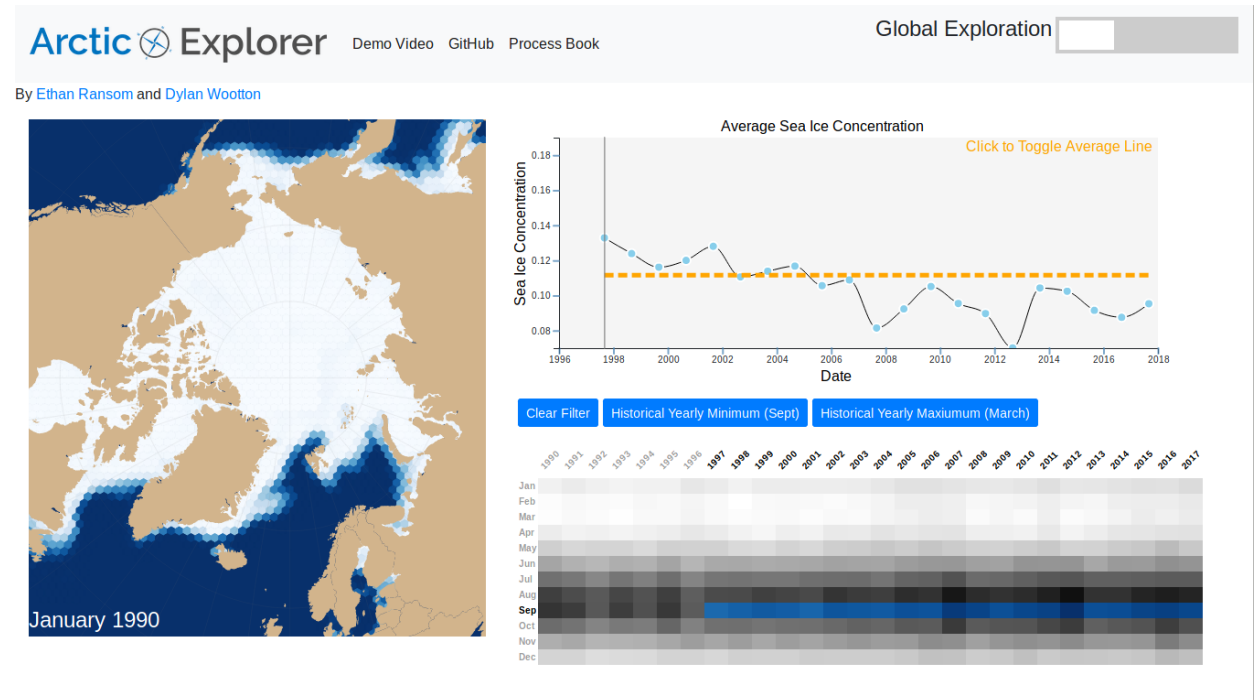 Arctic Explorer
Demo Video GitHub Process Book
Global Exploration
By Ethan Ransom and Dylan Wootton
January 1990
Average Sea Ice Concentration
Click to Toggle Average Line
Sea Ice Concentration
0.18
0.16
0.14
0.12
0.10
0.08
1996 1998 2000 2002 2004 2006 2008 2010 2012 2014 2016 2018
Date
Clear Filter Historical Yearly Minimum (Sept) Historical Yearly Maxiumum (March)
1990 1991 1992 1993 1994 1995 1996 1997 1998 1999 2000 2001 2002 2003 2004 2005 2006 2007 2008 2009 2010 2011 2012 2013 2014 2015 2016 2017
Jan
Feb
Mar
Apr
May
Jun
Jul
Aug
Sep
Oct
Nov
Dec